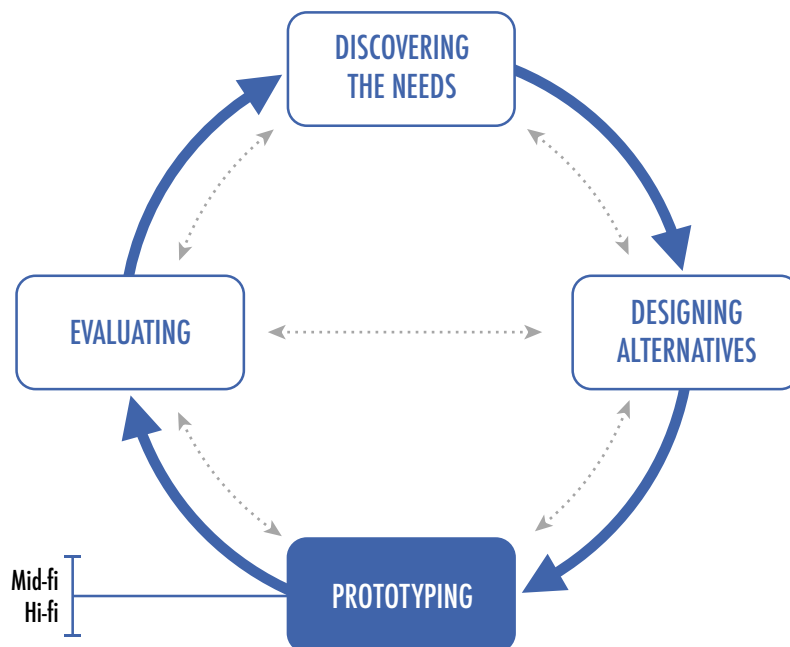 DISCOVERING
THE NEEDS
EVALUATING
DESIGNING
ALTERNATIVES
Mid-fi
Hi-fi
PROTOTYPING